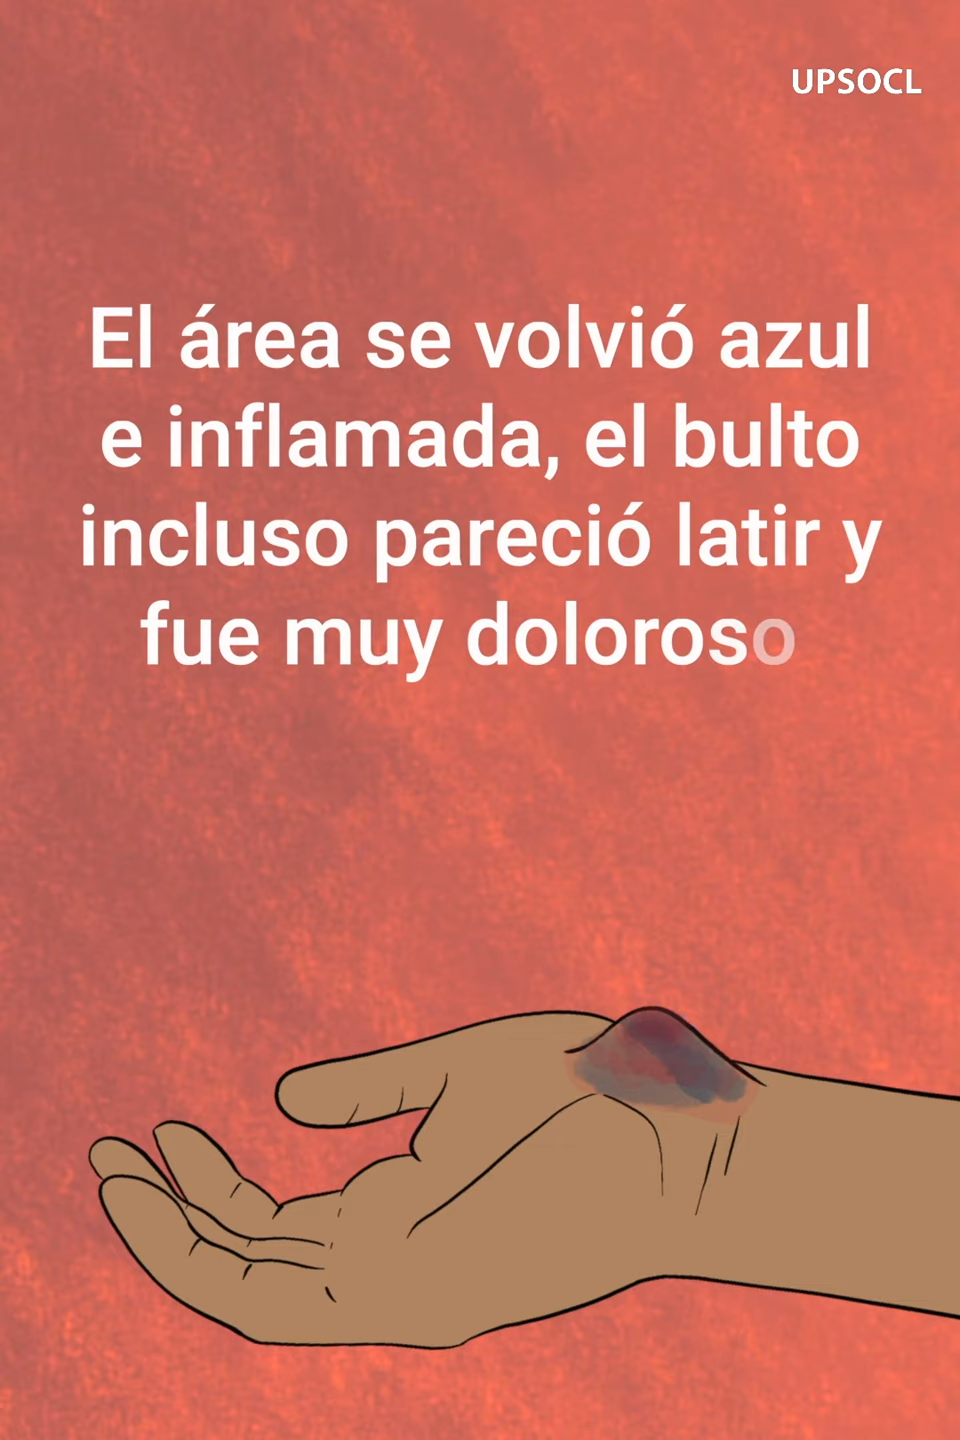 UPSOCL
El área se volvió azul
e inflamada, el bulto
incluso pareció latir y
fue muy doloroso